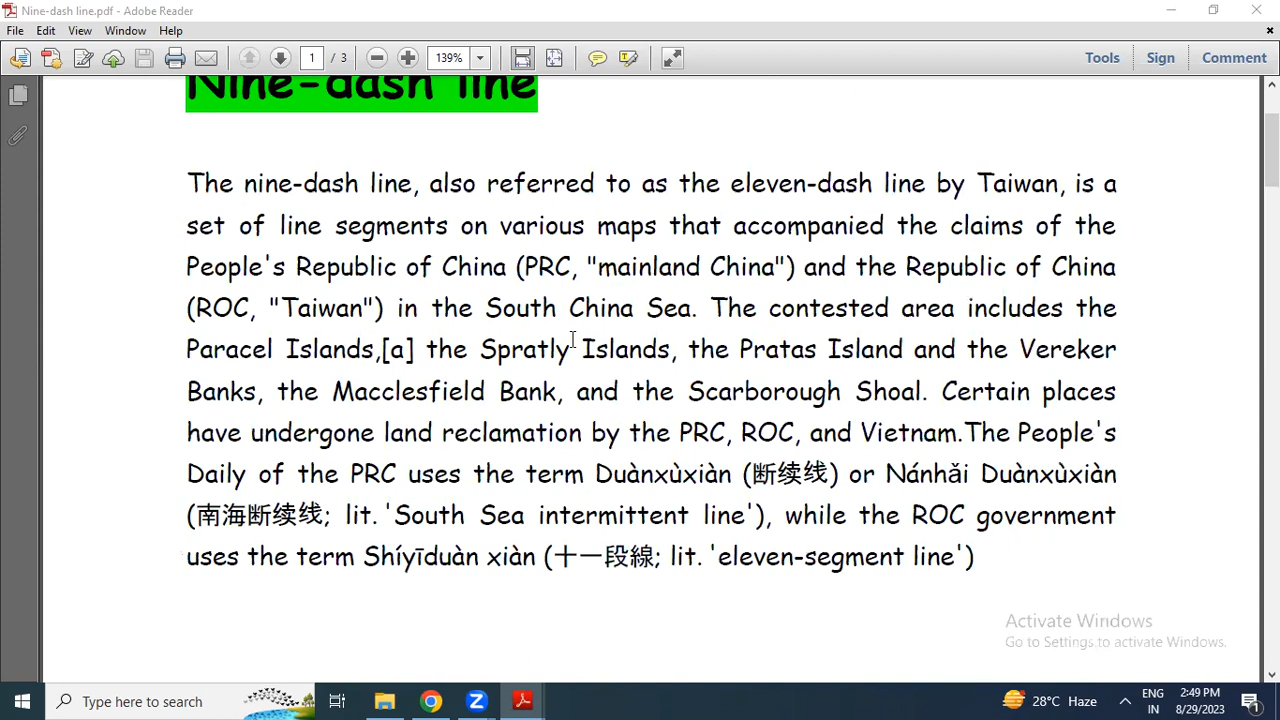 Nine-dash line.pdf - Adobe Reader
File Edit View Window Help
1 / 3 139% Tools Sign Comment
Nine-dash line
The nine-dash line, also referred to as the eleven-dash line by Taiwan, is a
set of line segments on various maps that accompanied the claims of the
People's Republic of China (PRC, "mainland China") and the Republic of China
(ROC, "Taiwan") in the South China Sea. The contested area includes the
Paracel Islands,[a] the Spratly Islands, the Pratas Island and the Vereker
Banks, the Macclesfield Bank, and the Scarborough Shoal. Certain places
have undergone land reclamation by the PRC, ROC, and Vietnam.The People's
Daily of the PRC uses the term Duànxùxiàn (断续线) or Nánhǎi Duànxùxiàn
(南海断续线; lit. 'South Sea intermittent line'), while the ROC government
uses the term Shíyīduàn xiàn (十一段線; lit. 'eleven-segment line')
Activate Windows
Go to Settings to activate Windows.
Type here to search
28°C Haze
ENG
IN
2:49 PM
8/29/2023
1